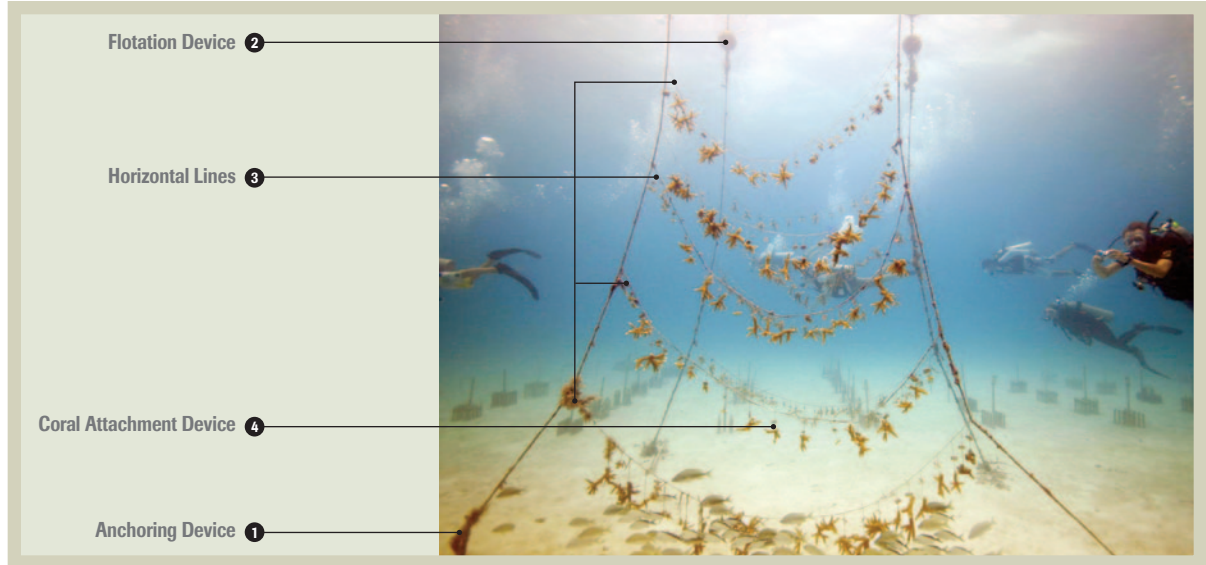 Flotation Device 2
Horizontal Lines 3
Coral Attachment Device 4
Anchoring Device 1